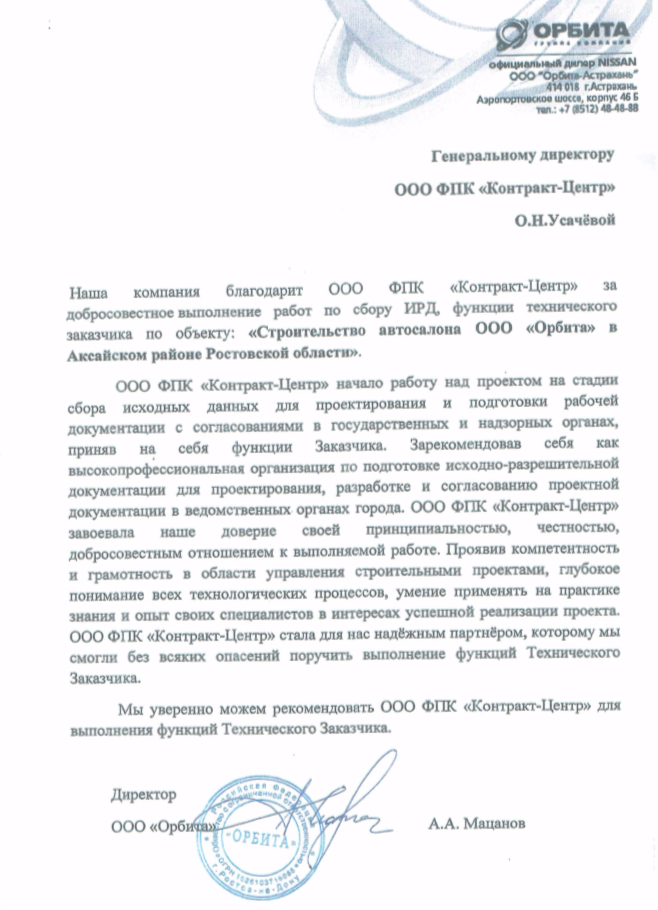 ОРБИТА
ГРУППА КОМПАНИЙ
официальный дилер NISSAN
ООО "Орбита-Астрахань"
414 018 г.Астрахань
Аэропортовское шоссе, корпус 46 Б
тел.: +7 (8512) 48-48-88
Генеральному директору
ООО ФПК «Контракт-Центр»
О.Н.Усачёвой
Наша компания благодарит ООО ФПК «Контракт-Центр» за
добросовестное выполнение работ по сбору ИРД, функции технического
заказчика по объекту: «Строительство автосалона ООО «Орбита» в
Аксайском районе Ростовской области».
ООО ФПК «Контракт-Центр» начало работу над проектом на стадии
сбора исходных данных для проектирования и подготовки рабочей
документации с согласованиями в государственных и надзорных органах,
приняв на себя функции Заказчика. Зарекомендовав себя как
высокопрофессиональная организация по подготовке исходно-разрешительной
документации для проектирования, разработке и согласованию проектной
документации в ведомственных органах города. ООО ФПК «Контракт-Центр»
завоевала наше доверие своей принципиальностью, честностью,
добросовестным отношением к выполняемой работе. Проявив компетентность
и грамотность в области управления строительными проектами, глубокое
понимание всех технологических процессов, умение применять на практике
знания и опыт своих специалистов в интересах успешной реализации проекта.
ООО ФПК «Контракт-Центр» стала для нас надёжным партнёром, которому мы
смогли без всяких опасений поручить выполнение функций Технического
Заказчика.
Мы уверенно можем рекомендовать ООО ФПК «Контракт-Центр» для
выполнения функций Технического Заказчика.
Директор
ООО «Орбита»
А.А. Мацанов
Российская Федерация
с ограниченной ответственностью
«ОРБИТА»
г.Ростов-на-Дону